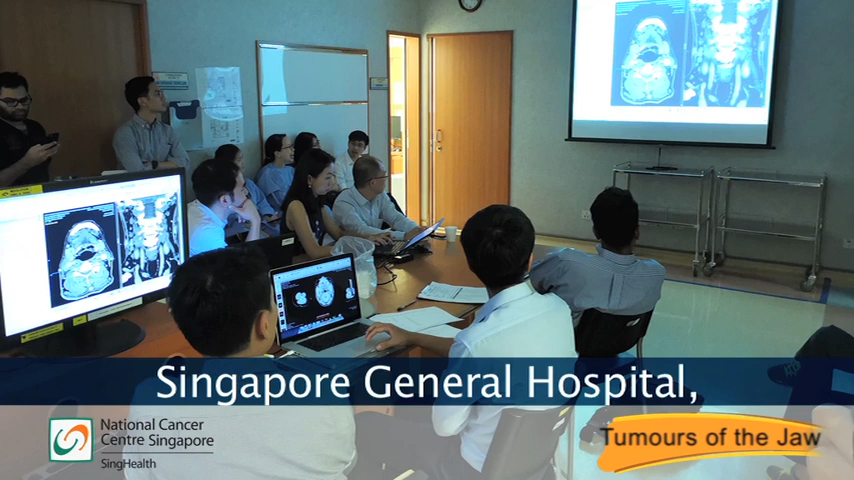 Singapore General Hospital,
National Cancer
Centre Singapore
SingHealth
Tumours of the Jaw